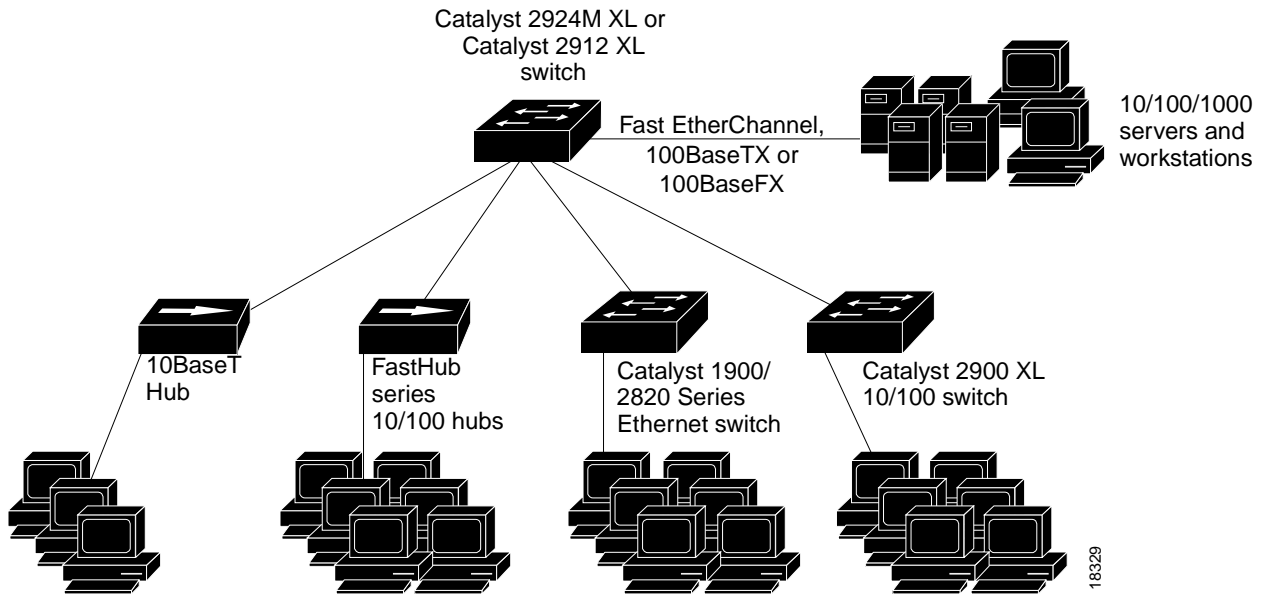 Catalyst 2924M XL or
Catalyst 2912 XL
switch
Fast EtherChannel,
100BaseTX or
100BaseFX
10/100/1000
servers and
workstations
10BaseT
Hub
FastHub
series
10/100 hubs
Catalyst 1900/
2820 Series
Ethernet switch
Catalyst 2900 XL
10/100 switch
18329